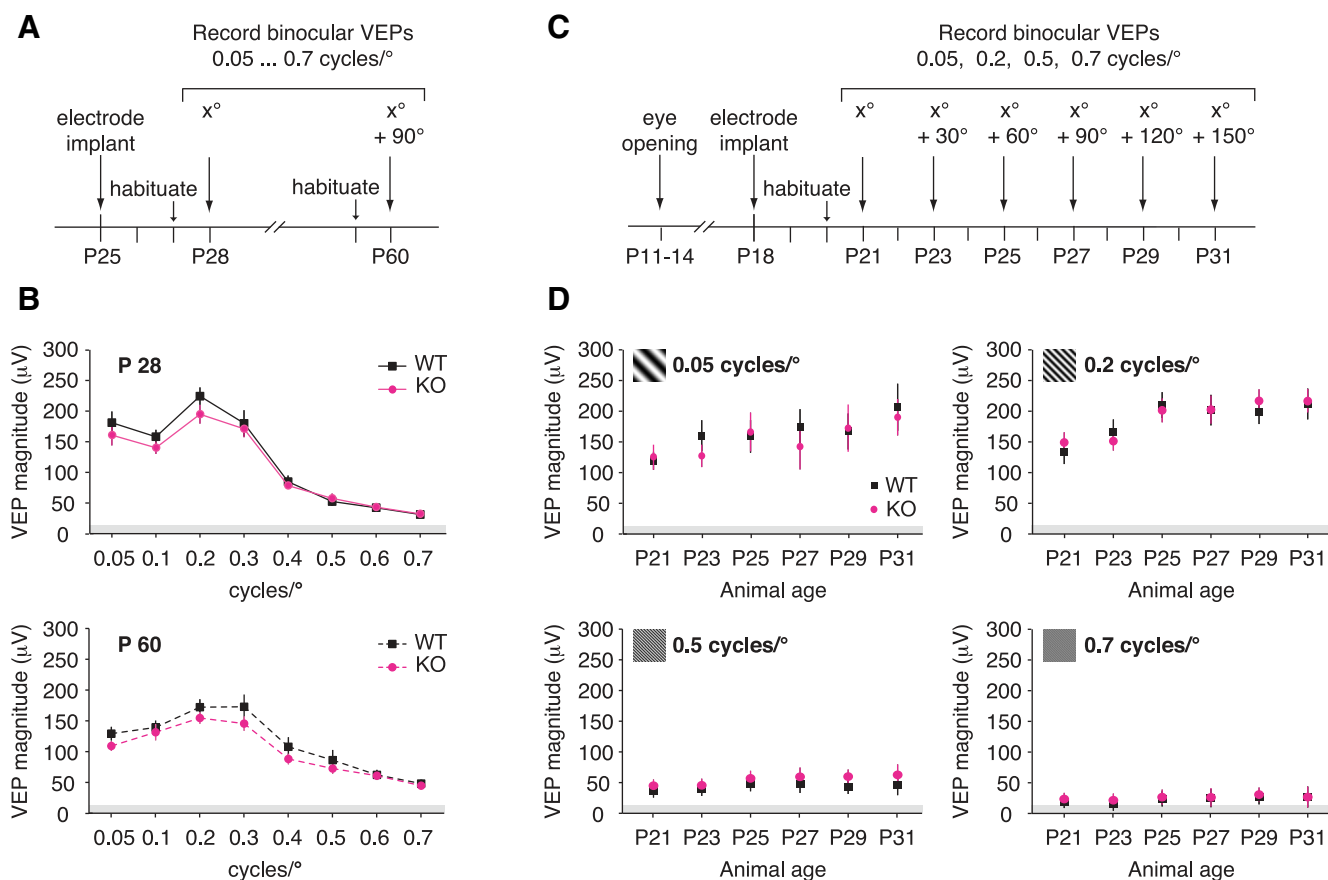 A
Record binocular VEPs
0.05 ... 0.7 cycles/°
electrode
implant
x°
x°
+ 90°
habituate
habituate
P25
P28
P60
C
Record binocular VEPs
0.05, 0.2, 0.5, 0.7 cycles/°
eye
opening
electrode
implant
x°
x°
+ 30°
x°
+ 60°
x°
+ 90°
x°
+ 120°
x°
+ 150°
habituate
P11-14
P18
P21
P23
P25
P27
P29
P31
B
VEP magnitude (µV)
300
250
200
150
100
50
0
P 28
WT
KO
0.05 0.1 0.2 0.3 0.4 0.5 0.6 0.7
cycles/°
VEP magnitude (µV)
300
250
200
150
100
50
0
P 60
WT
KO
0.05 0.1 0.2 0.3 0.4 0.5 0.6 0.7
cycles/°
D
VEP magnitude (µV)
300
250
200
150
100
50
0
0.05 cycles/°
WT
KO
P21 P23 P25 P27 P29 P31
Animal age
VEP magnitude (µV)
300
250
200
150
100
50
0
0.2 cycles/°
P21 P23 P25 P27 P29 P31
Animal age
VEP magnitude (µV)
300
250
200
150
100
50
0
0.5 cycles/°
P21 P23 P25 P27 P29 P31
Animal age
VEP magnitude (µV)
300
250
200
150
100
50
0
0.7 cycles/°
P21 P23 P25 P27 P29 P31
Animal age